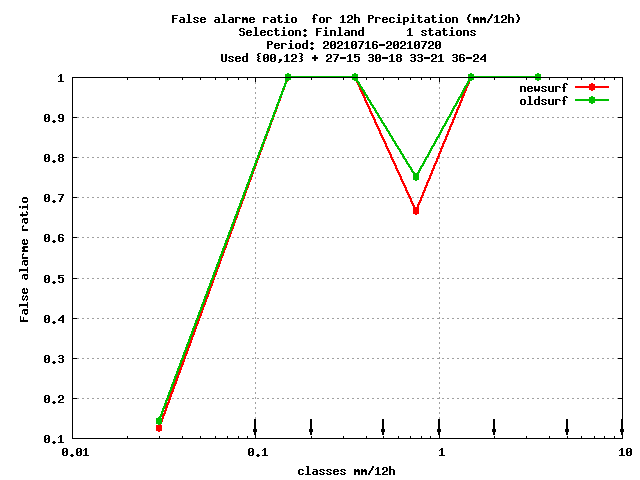 False alarme ratio  for 12h Precipitation (mm/12h)
Selection: Finland      1 stations
Period: 20210716-20210720
Used {00,12} + 27-15 30-18 33-21 36-24
newsurf
oldsurf
1
0.9
0.8
0.7
0.6
0.5
0.4
0.3
0.2
0.1
False alarme ratio
0.01 0.1 1 10
classes mm/12h